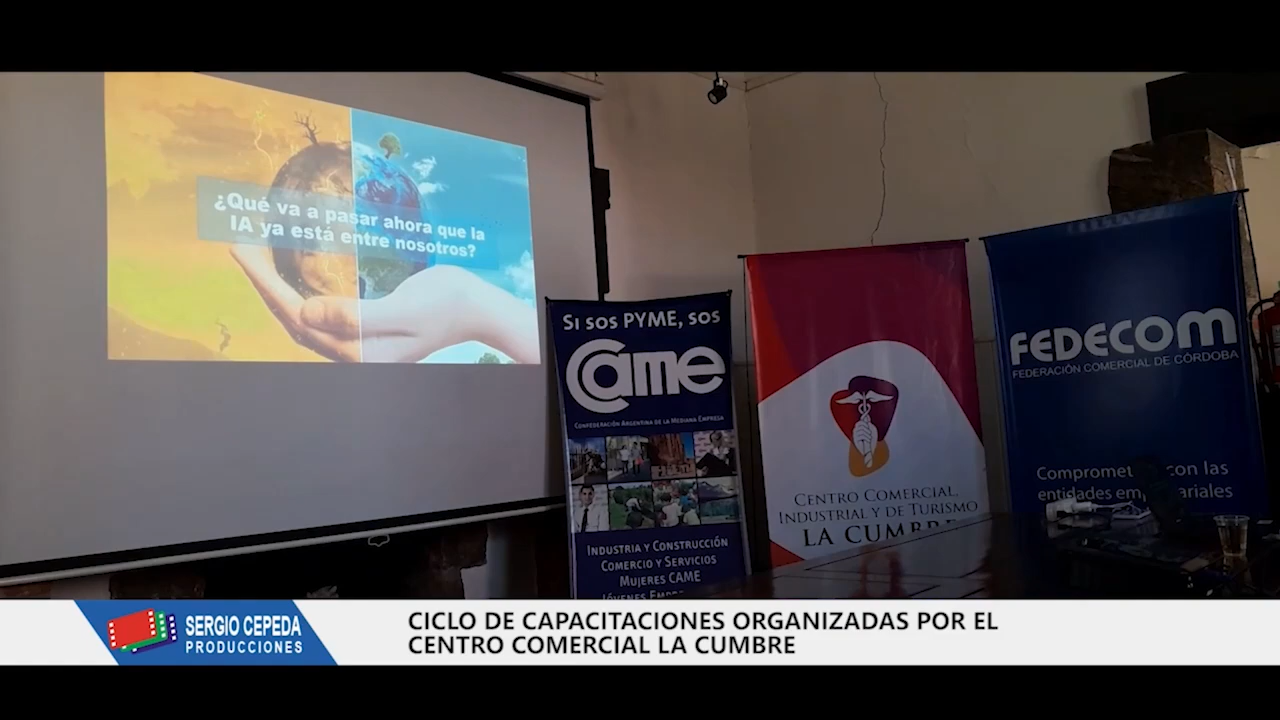 ¿Qué va a pasar ahora que la
IA ya está entre nosotros?
SI SOS PYME, SOS
Came
CONFEDERACIÓN ARGENTINA DE LA MEDIANA EMPRESA
INDUSTRIA Y CONSTRUCCIÓN
COMERCIO Y SERVICIOS
MUJERES CAME
CENTRO COMERCIAL,
INDUSTRIAL Y DE TURISMO
LA CUMBRE
FEDECOM
FEDERACIÓN COMERCIAL DE CÓRDOBA
con las
entidades
SERGIO CEPEDA
PRODUCCIONES
CICLO DE CAPACITACIONES ORGANIZADAS POR EL
CENTRO COMERCIAL LA CUMBRE